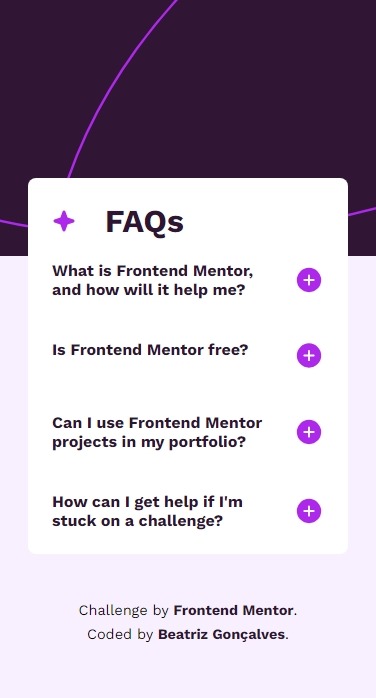 FAQs
What is Frontend Mentor,
and how will it help me?
Is Frontend Mentor free?
Can I use Frontend Mentor
projects in my portfolio?
How can I get help if I'm
stuck on a challenge?
Challenge by Frontend Mentor.
Coded by Beatriz Gonçalves.